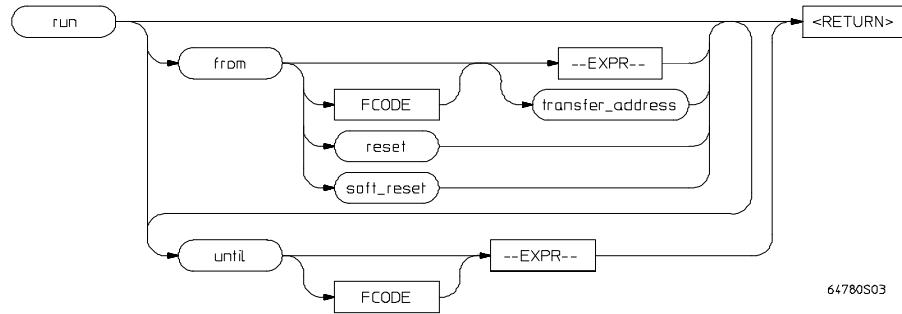 run
<RETURN>
from
--EXPR--
FCODE
transfer_address
reset
soft_reset
until
--EXPR--
FCODE
64780S03